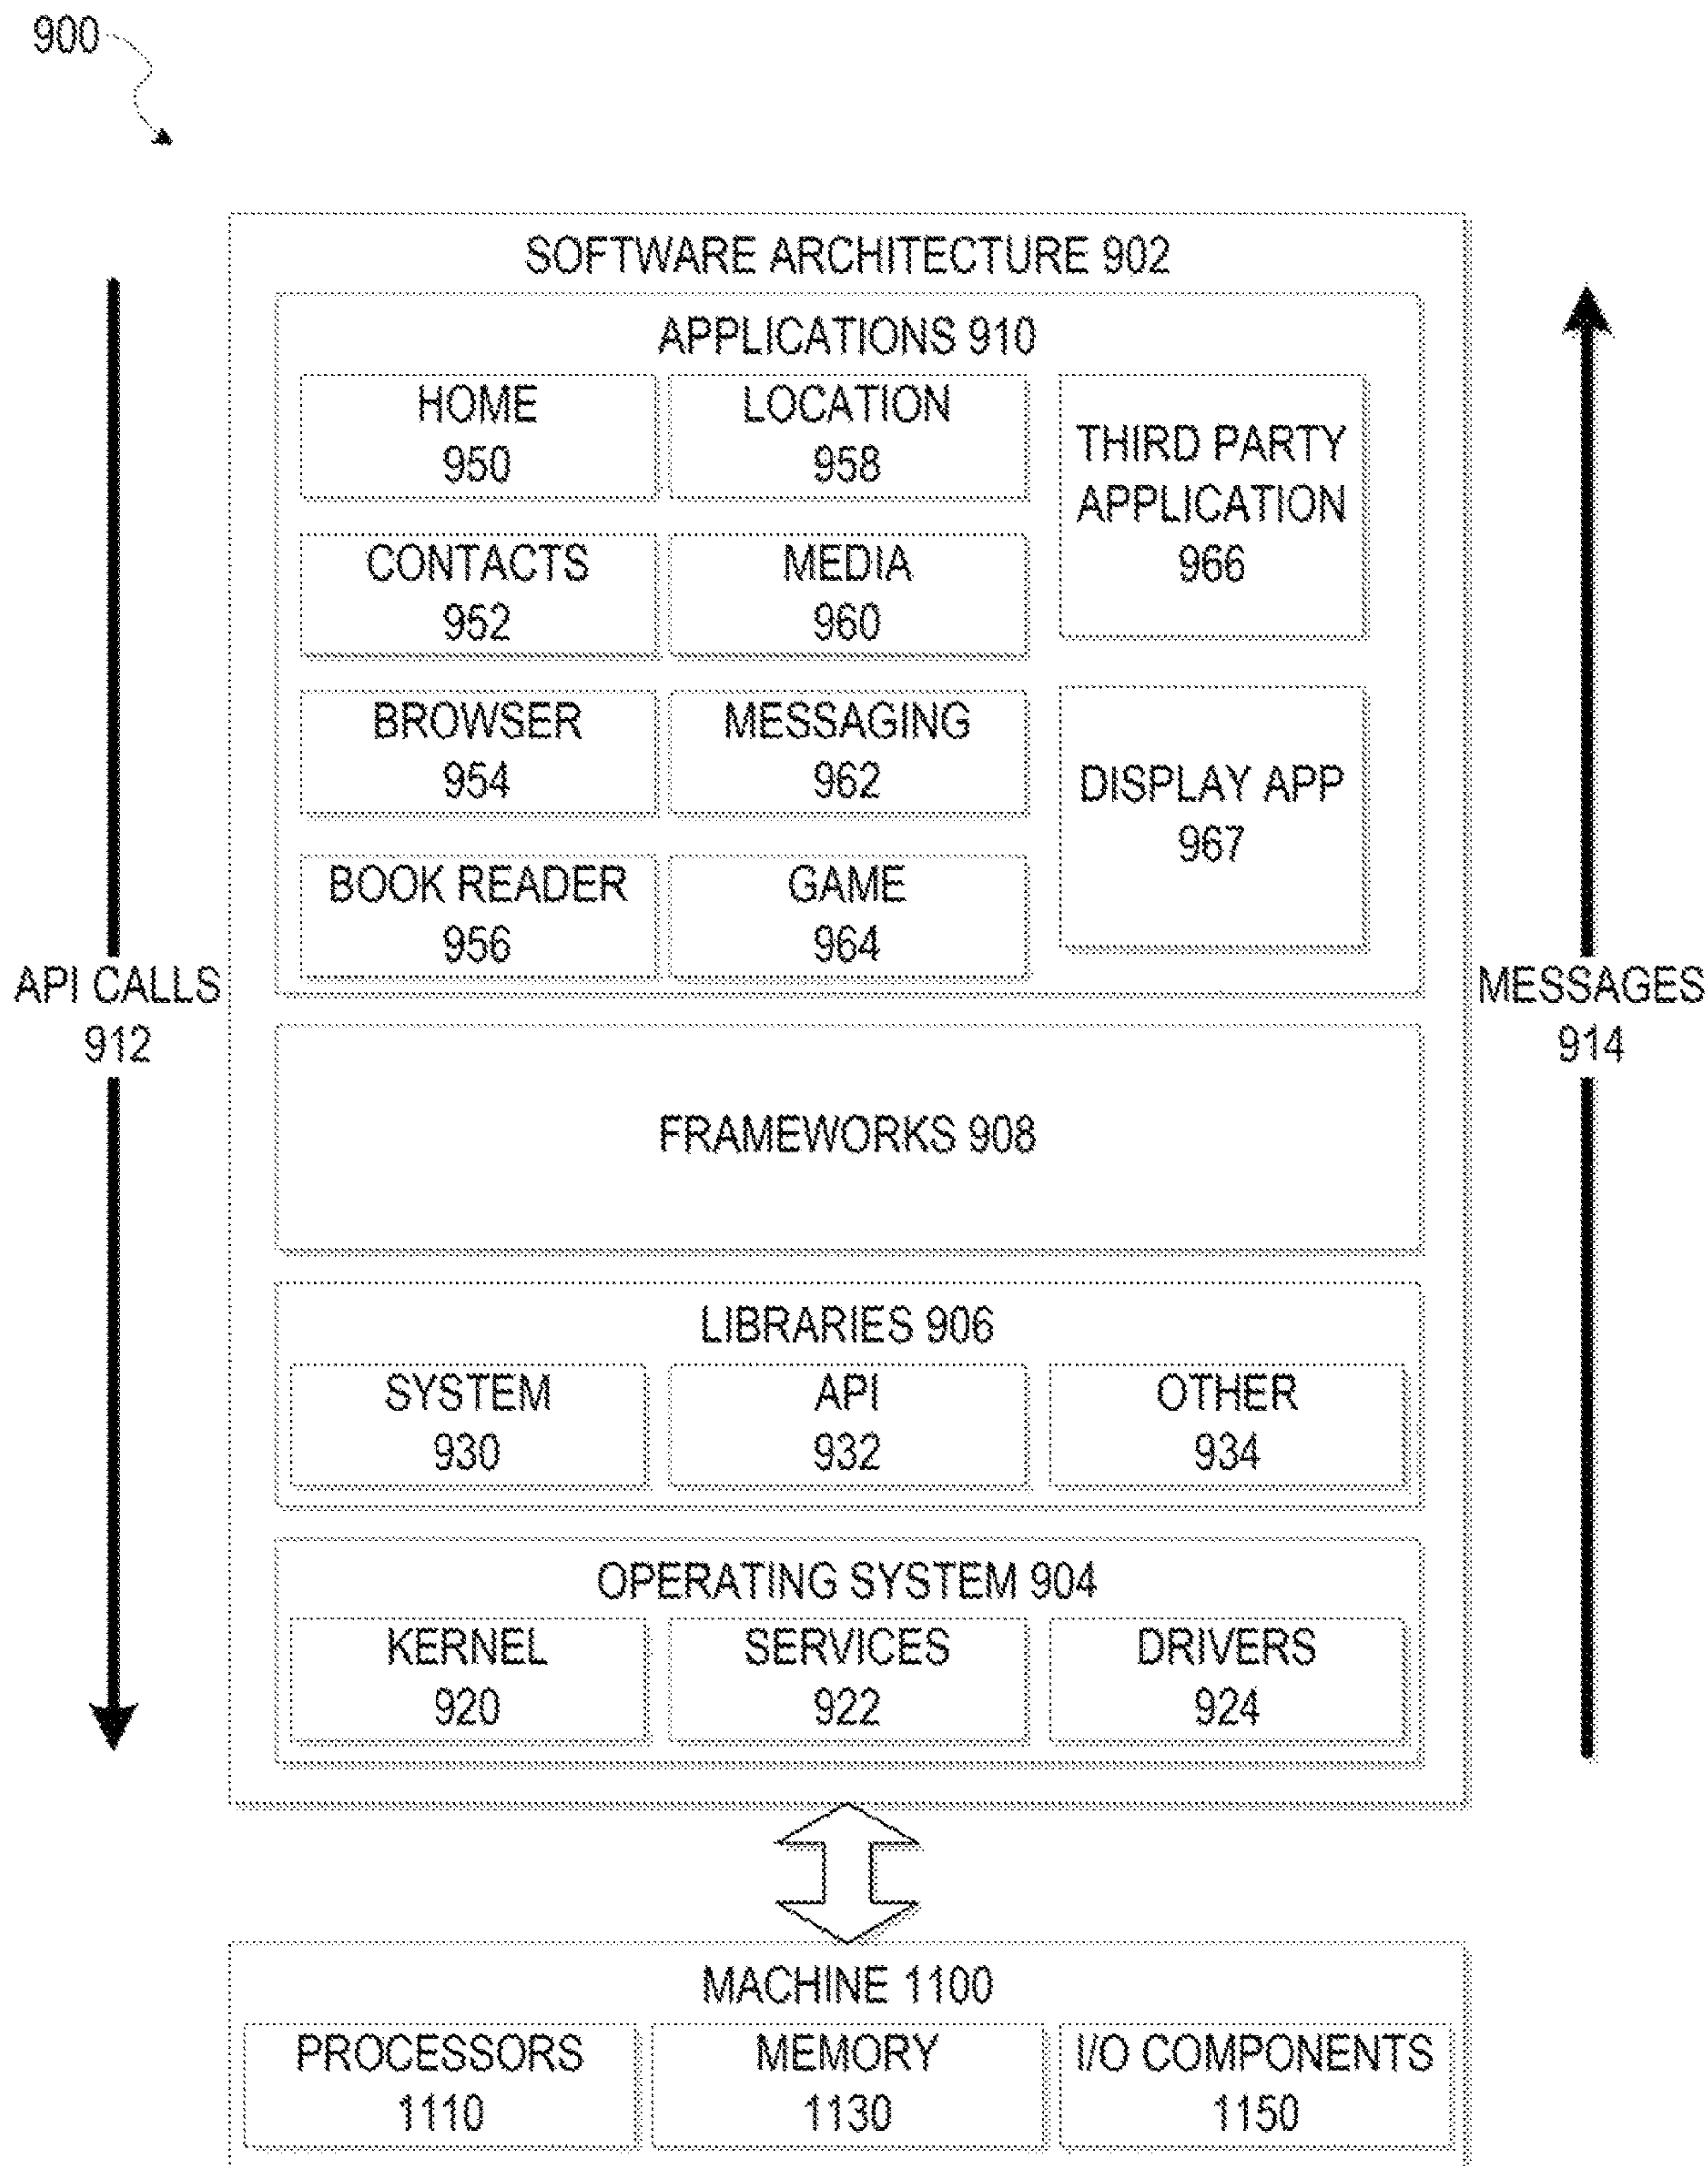 900
SOFTWARE ARCHITECTURE 902
APPLICATIONS 910
HOME
950
LOCATION
958
THIRD PARTY
APPLICATION
966
CONTACTS
952
MEDIA
960
BROWSER
954
MESSAGING
962
DISPLAY APP
967
BOOK READER
956
GAME
964
API CALLS
912
MESSAGES
914
FRAMEWORKS 908
LIBRARIES 906
SYSTEM
930
API
932
OTHER
934
OPERATING SYSTEM 904
KERNEL
920
SERVICES
922
DRIVERS
924
MACHINE 1100
PROCESSORS
1110
MEMORY
1130
I/O COMPONENTS
1150